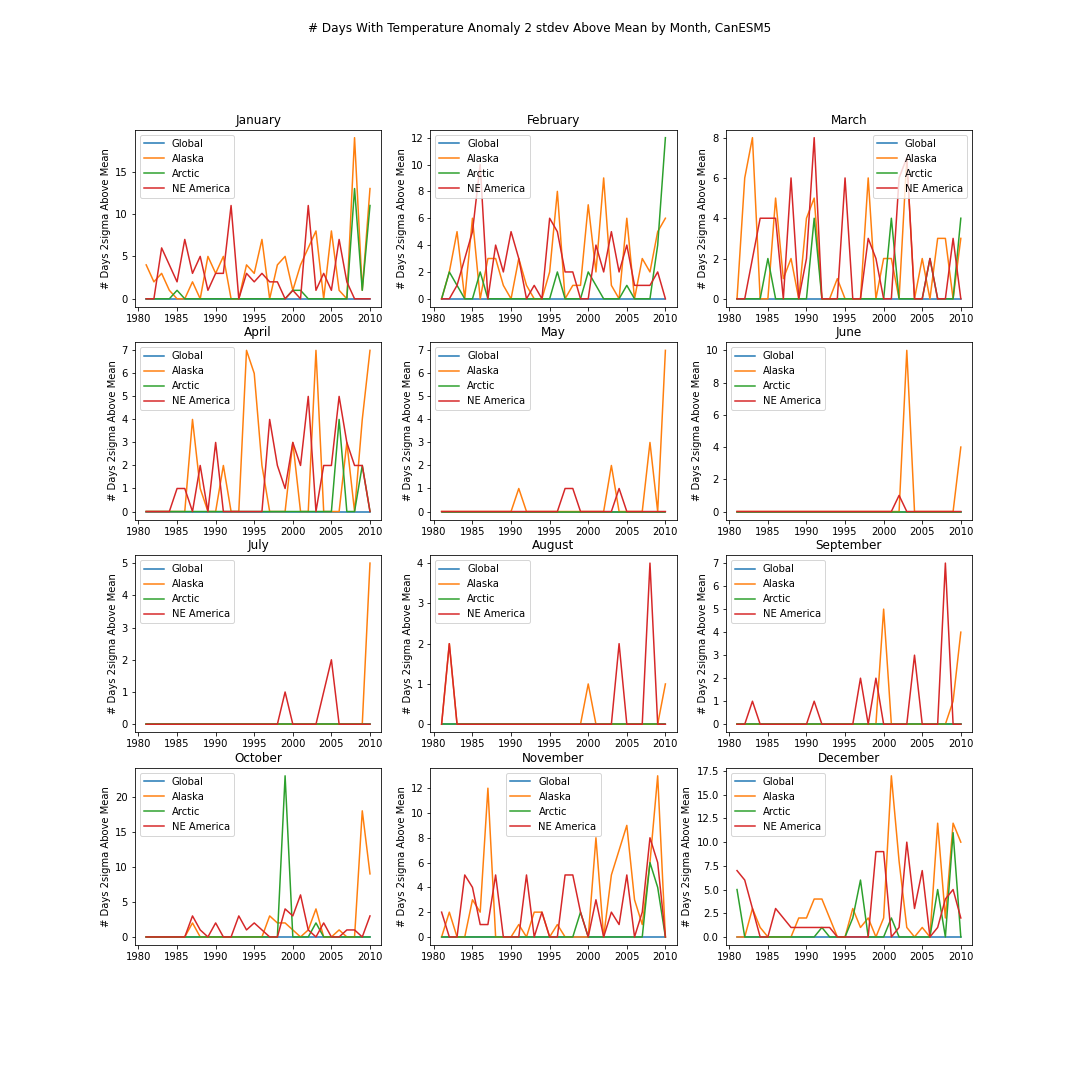 # Days With Temperature Anomaly 2 stdev Above Mean by Month, CanESM5
January
# Days 2sigma Above Mean
Global
Alaska
Arctic
NE America
15
10
5
0
1980 1985 1990 1995 2000 2005 2010
February
# Days 2sigma Above Mean
Global
Alaska
Arctic
NE America
12
10
8
6
4
2
0
1980 1985 1990 1995 2000 2005 2010
March
# Days 2sigma Above Mean
Global
Alaska
Arctic
NE America
8
6
4
2
0
1980 1985 1990 1995 2000 2005 2010
April
# Days 2sigma Above Mean
Global
Alaska
Arctic
NE America
7
6
5
4
3
2
1
0
1980 1985 1990 1995 2000 2005 2010
May
# Days 2sigma Above Mean
Global
Alaska
Arctic
NE America
7
6
5
4
3
2
1
0
1980 1985 1990 1995 2000 2005 2010
June
# Days 2sigma Above Mean
Global
Alaska
Arctic
NE America
10
8
6
4
2
0
1980 1985 1990 1995 2000 2005 2010
July
# Days 2sigma Above Mean
Global
Alaska
Arctic
NE America
5
4
3
2
1
0
1980 1985 1990 1995 2000 2005 2010
August
# Days 2sigma Above Mean
Global
Alaska
Arctic
NE America
4
3
2
1
0
1980 1985 1990 1995 2000 2005 2010
September
# Days 2sigma Above Mean
Global
Alaska
Arctic
NE America
7
6
5
4
3
2
1
0
1980 1985 1990 1995 2000 2005 2010
October
# Days 2sigma Above Mean
Global
Alaska
Arctic
NE America
20
15
10
5
0
1980 1985 1990 1995 2000 2005 2010
November
# Days 2sigma Above Mean
Global
Alaska
Arctic
NE America
12
10
8
6
4
2
0
1980 1985 1990 1995 2000 2005 2010
December
# Days 2sigma Above Mean
Global
Alaska
Arctic
NE America
17.5
15.0
12.5
10.0
7.5
5.0
2.5
0.0
1980 1985 1990 1995 2000 2005 2010